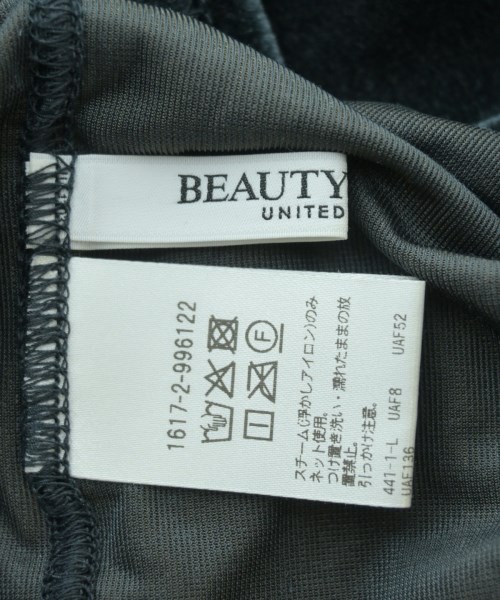 BEAUTY
UNITED
1617-2-996122
F
スチーム(浮かしアイロン)のみ
ネット使用。
つけ置き洗い・濡れたままの放
置禁止。
引っかけ注意。
441-1-L UAF8 UAF52
UAE136